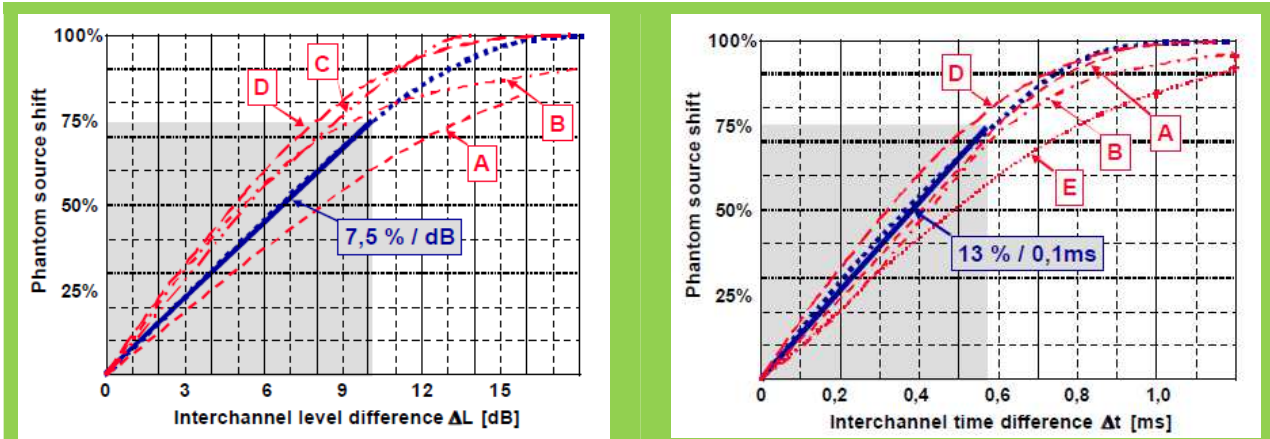 100%
75%
50%
25%
Phantom source shift
C
D
B
A
7,5 % / dB
0 3 6 9 12 15
Interchannel level difference ΔL [dB]
100%
75%
50%
25%
Phantom source shift
D
A
B
E
13 % / 0,1ms
0 0,2 0,4 0,6 0,8 1,0
Interchannel time difference Δt [ms]